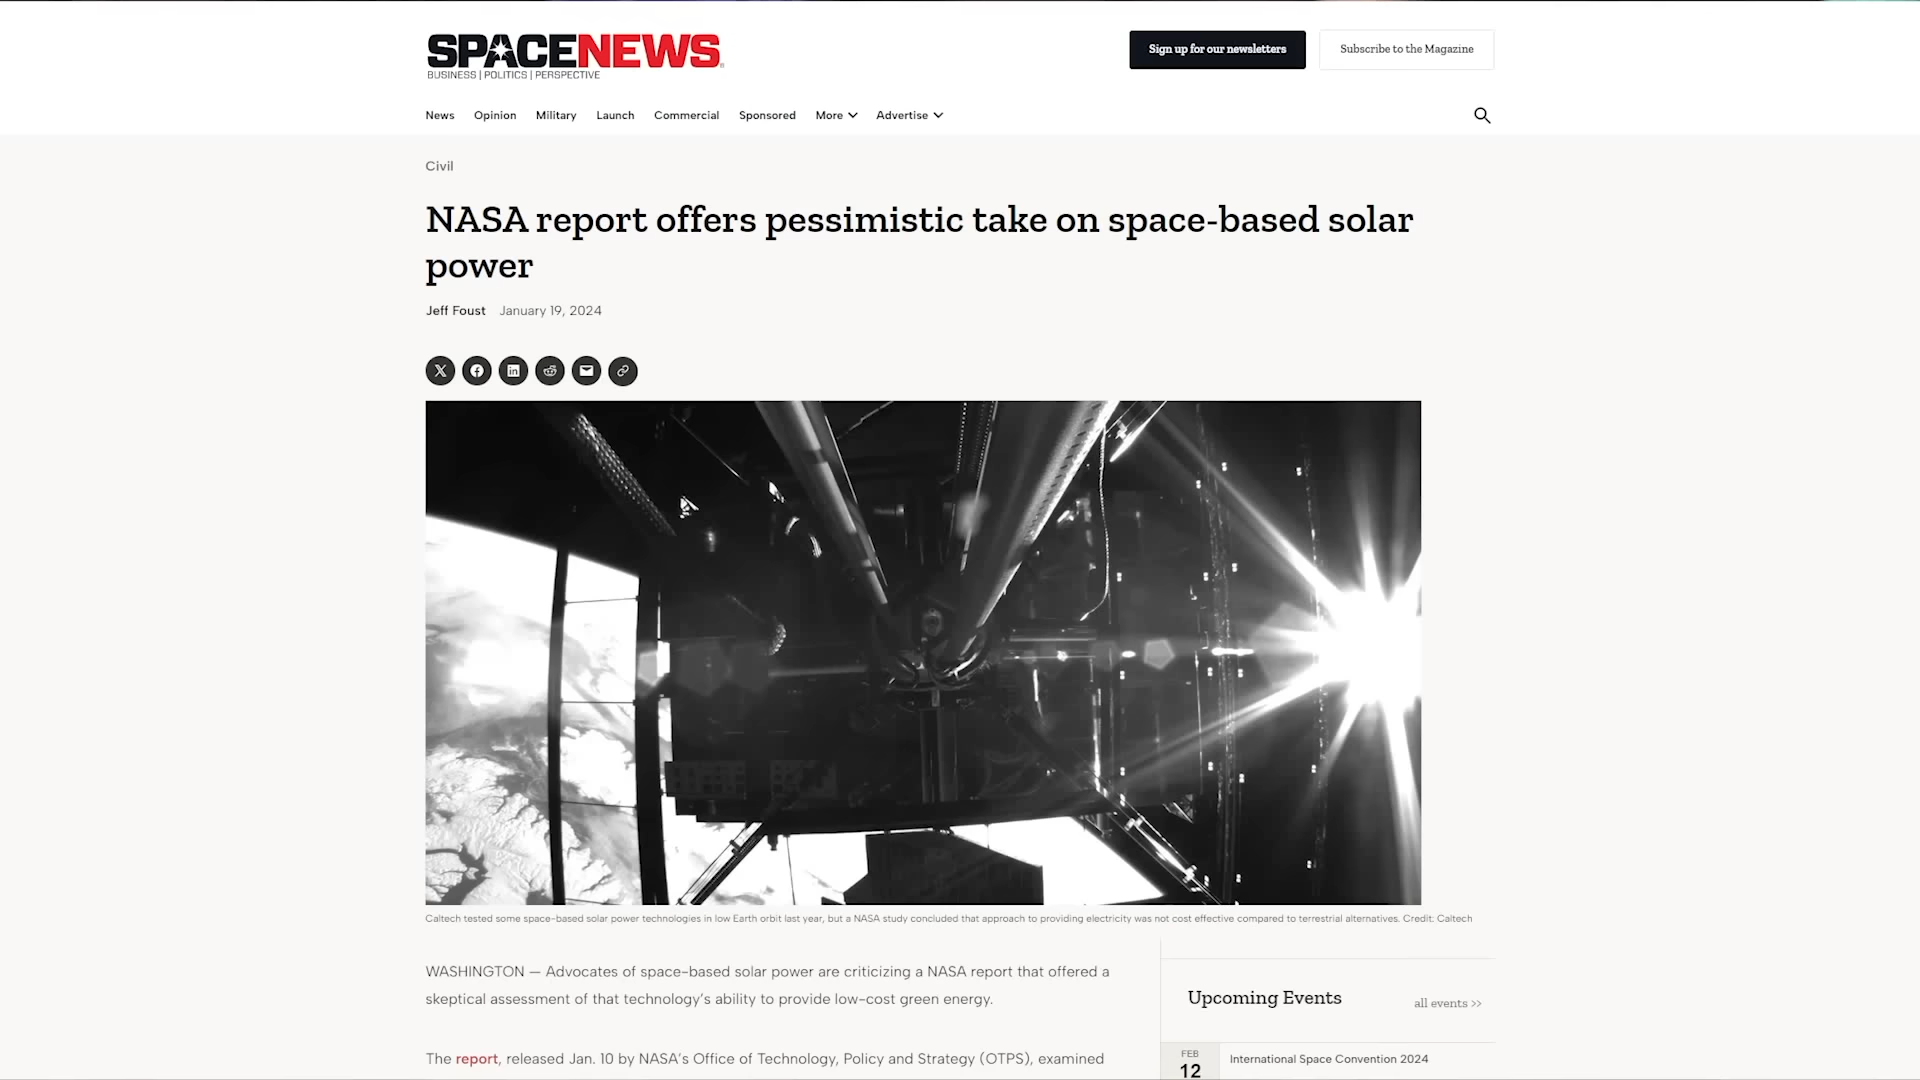 SPACENEWS
BUSINESS | POLITICS | PERSPECTIVE
Sign up for our newsletters
Subscribe to the Magazine
News Opinion Military Launch Commercial Sponsored More Advertise
Civil
NASA report offers pessimistic take on space-based solar
power
Jeff Foust January 19, 2024
Caltech tested some space-based solar power technologies in low Earth orbit last year, but a NASA study concluded that approach to providing electricity was not cost effective compared to terrestrial alternatives. Credit: Caltech
WASHINGTON — Advocates of space-based solar power are criticizing a NASA report that offered a
skeptical assessment of that technology’s ability to provide low-cost green energy.
The report, released Jan. 10 by NASA’s Office of Technology, Policy and Strategy (OTPS), examined
Upcoming Events
all events >>
FEB
12
International Space Convention 2024